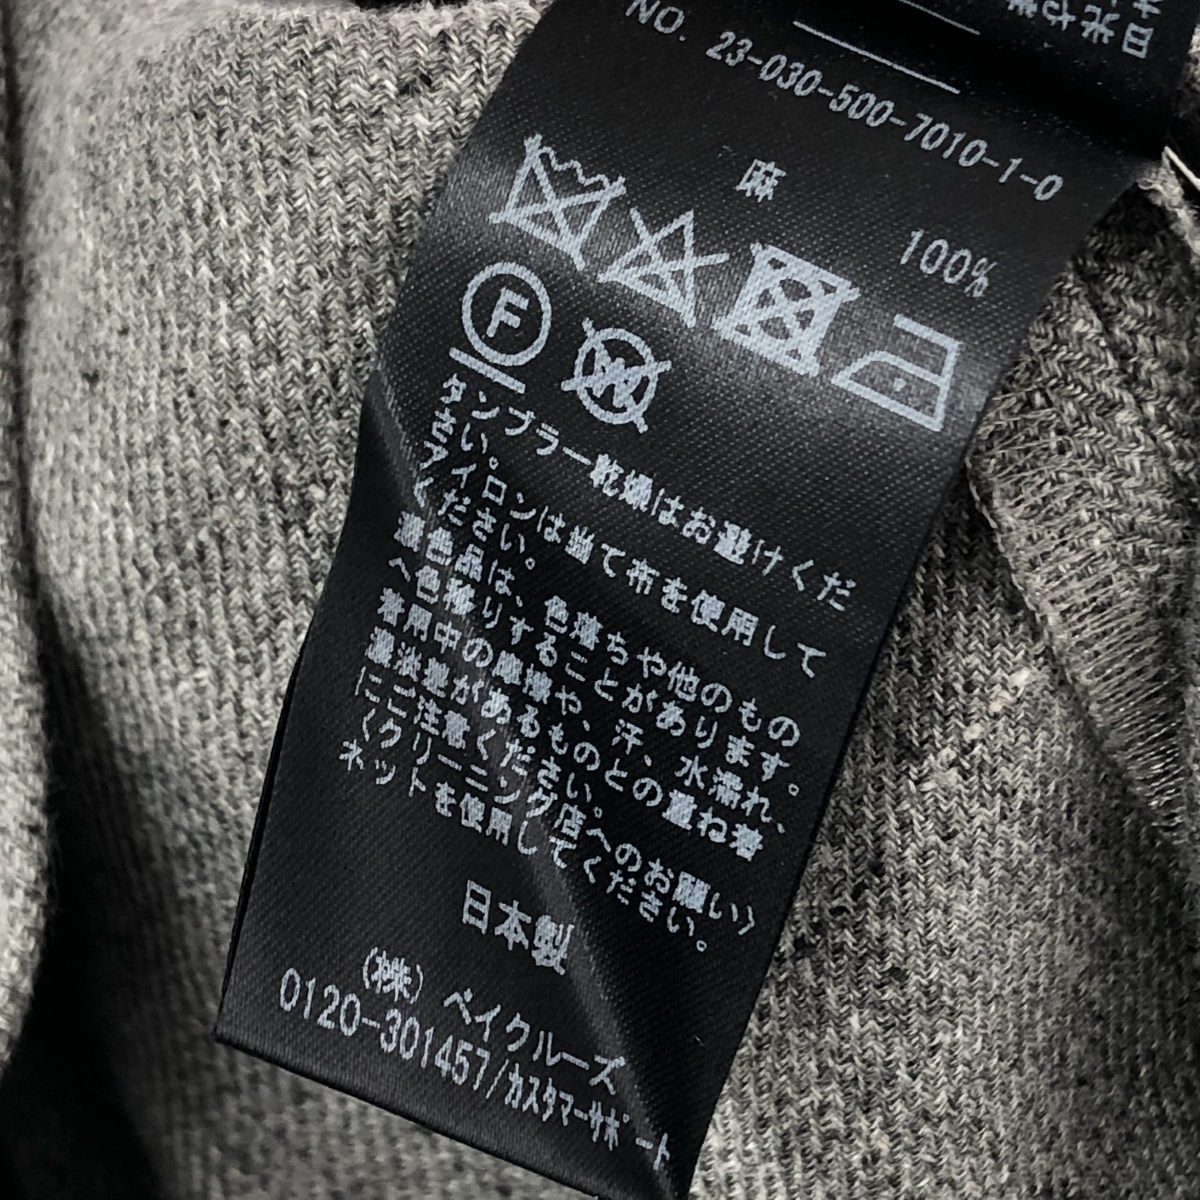 日光や蛍
NO. 23-030-500-7010-1-0
麻
100%
F
W
タンブラー乾燥はお避けくだ
さい。
アイロンは当て布を使用して
ください。
濃色品は、色落ちや他のもの
へ色移りすることがあります。
着用中の摩擦や、汗、水濡れ、
濃淡差があるものとの重ね着
にご注意ください。
〈クリーニング店へのお願い〉
ネットを使用してください。
日本製
(株) ベイクルーズ
0120-301457/カスタマーサポート